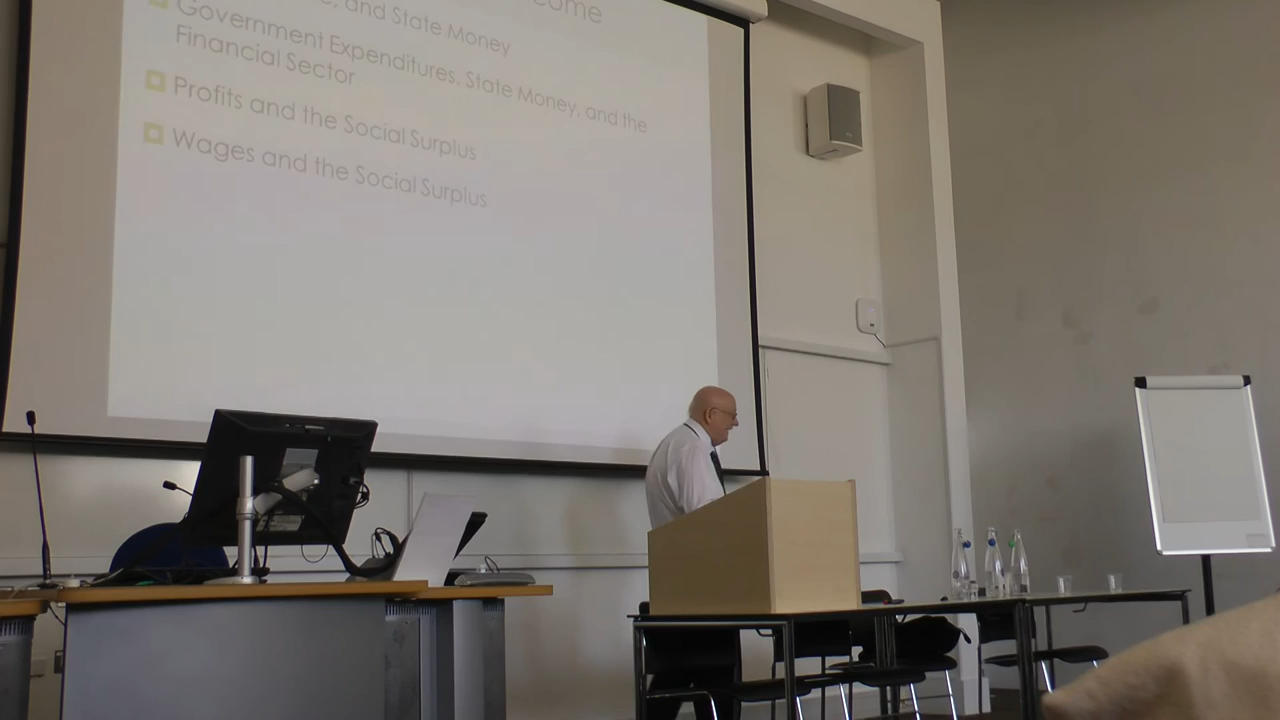 and State Money
Government Expenditures, State Money, and the
Financial Sector
Profits and the Social Surplus
Wages and the Social Surplus